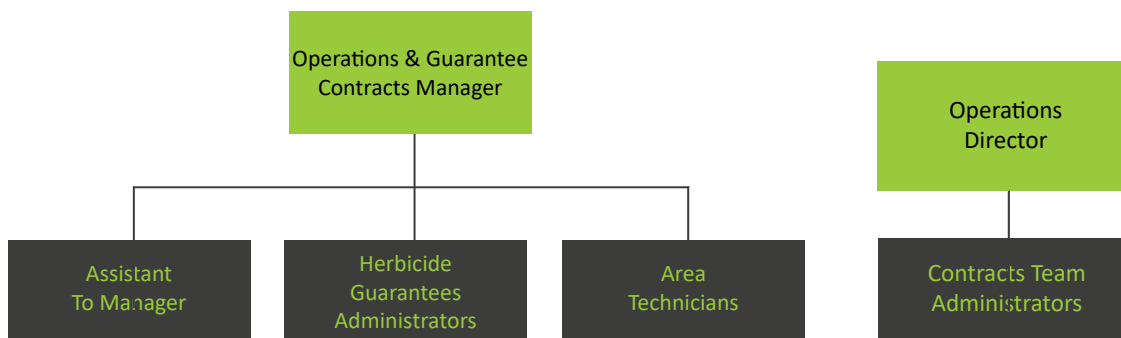 Operations & Guarantee
Contracts Manager
Operations
Director
Assistant
To Manager
Herbicide
Guarantees
Administrators
Area
Technicians
Contracts Team
Administrators